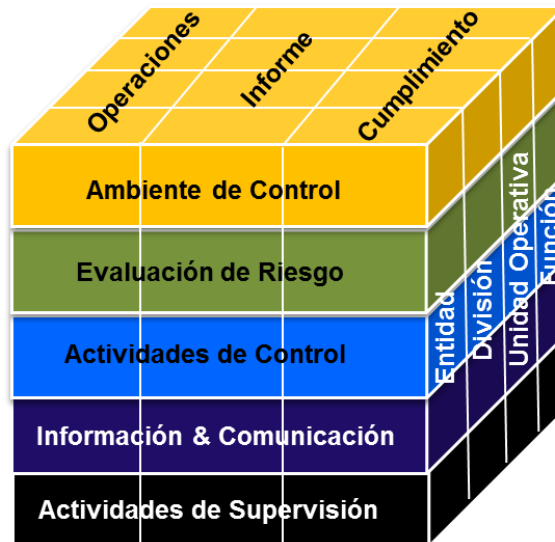 Operaciones
Informe
Cumplimiento
Ambiente de Control
Evaluación de Riesgo
Actividades de Control
Información & Comunicación
Actividades de Supervisión
Entidad
División
Unidad Operativa
Función